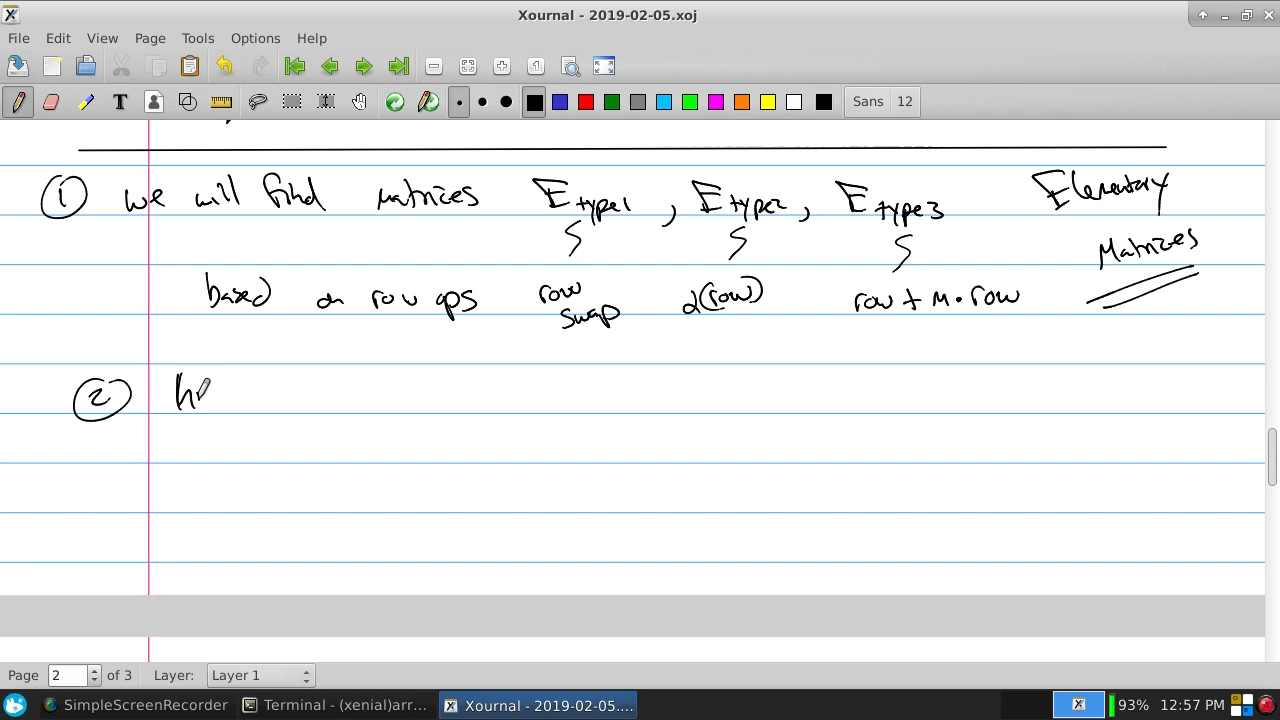 Xournal - 2019-02-05.xoj
File Edit View Page Tools Options Help
Sans 12
① we will find matrices E type1 , E type2 , E type3 Elementary
Matrices
based on row ops row swap α(row) row + m · row
②
Page 2 of 3 Layer: Layer 1
SimpleScreenRecorder Terminal - (xenial)arr... Xournal - 2019-02-05.... 93% 12:57 PM